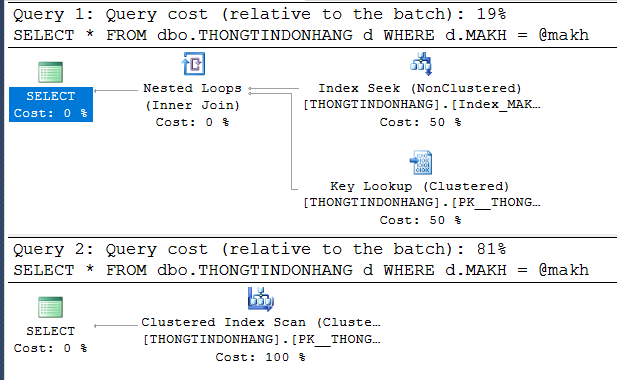 Query 1: Query cost (relative to the batch): 19%
SELECT * FROM dbo.THONGTINDONHANG d WHERE d.MAKH = @makh
SELECT
Cost: 0 %
Nested Loops
(Inner Join)
Cost: 0 %
Index Seek (NonClustered)
[THONGTINDONHANG].[Index_MAK…
Cost: 50 %
Key Lookup (Clustered)
[THONGTINDONHANG].[PK__THONG…
Cost: 50 %
Query 2: Query cost (relative to the batch): 81%
SELECT * FROM dbo.THONGTINDONHANG d WHERE d.MAKH = @makh
SELECT
Cost: 0 %
Clustered Index Scan (Cluste…
[THONGTINDONHANG].[PK__THONG…
Cost: 100 %